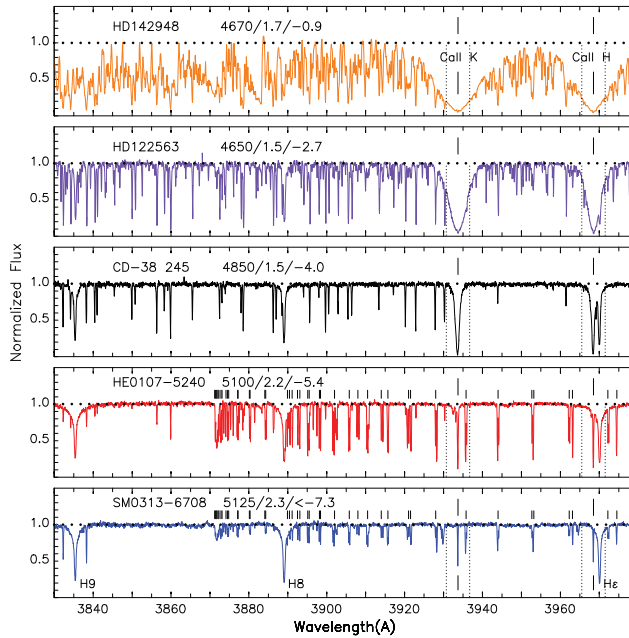 HD142948 4670/1.7/−0.9
1.0
0.5
CaII K
CaII H
HD122563 4650/1.5/−2.7
1.0
0.5
CD−38 245 4850/1.5/−4.0
1.0
0.5
HE0107−5240 5100/2.2/−5.4
1.0
0.5
SM0313−6708 5125/2.3/<−7.3
1.0
0.5
H9
H8
Hε
3840 3860 3880 3900 3920 3940 3960
Wavelength(A)
Normalized Flux